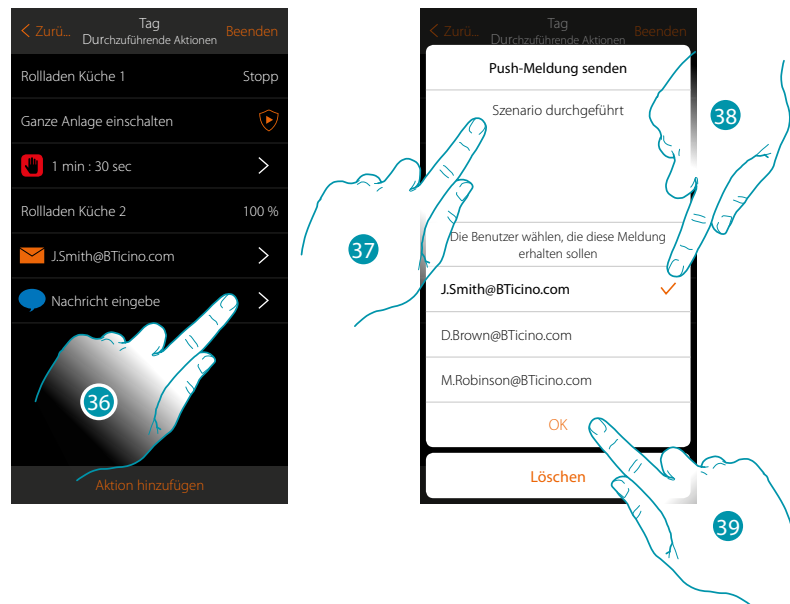 Zurü...
Tag
Durchzuführende Aktionen
Beenden
Rollladen Küche 1
Stopp
Ganze Anlage einschalten
1 min : 30 sec
Rollladen Küche 2
100 %
J.Smith@BTicino.com
Nachricht eingebe
36
Aktion hinzufügen
Zurü...
Tag
Durchzuführende Aktionen
Beenden
Push-Meldung senden
Szenario durchgeführt
38
37
Die Benutzer wählen, die diese Meldung
erhalten sollen
J.Smith@BTicino.com
D.Brown@BTicino.com
M.Robinson@BTicino.com
OK
Löschen
39